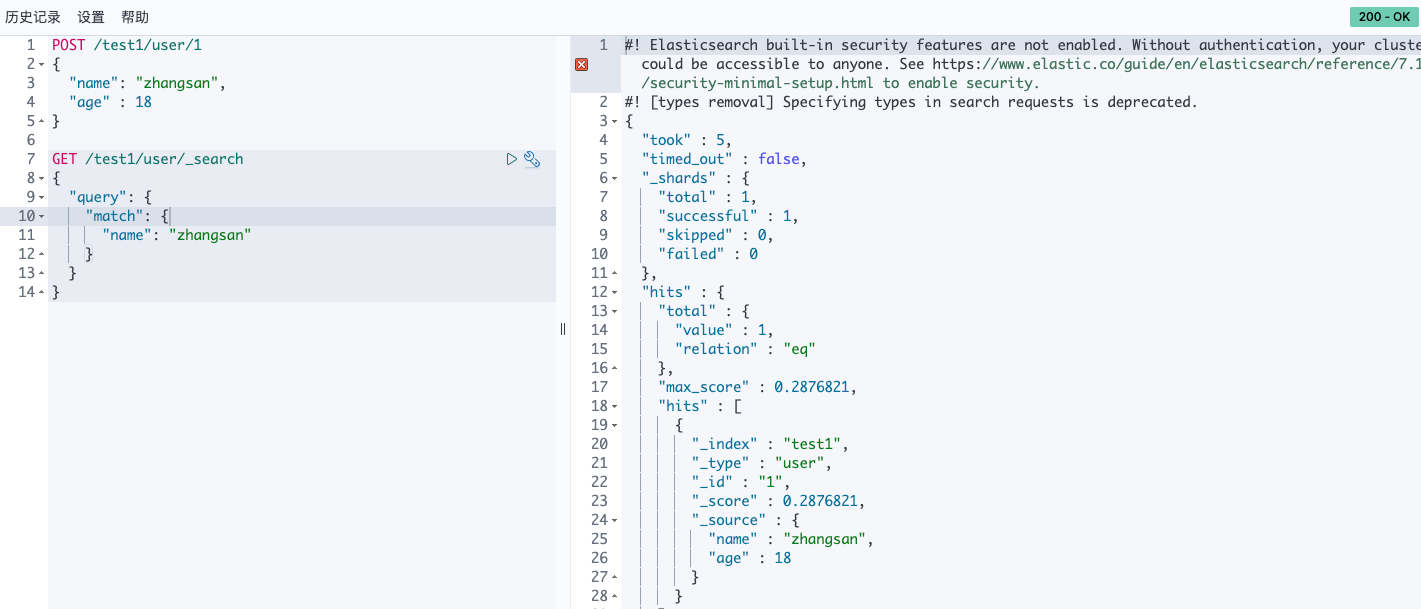 历史记录 设置 帮助
200 - OK
1 POST /test1/user/1
2 {
3 "name": "zhangsan",
4 "age" : 18
5 }
6
7 GET /test1/user/_search
8 {
9 "query": {
10 "match": {
11 "name": "zhangsan"
12 }
13 }
14 }
1 #! Elasticsearch built-in security features are not enabled. Without authentication, your cluste
could be accessible to anyone. See https://www.elastic.co/guide/en/elasticsearch/reference/7.1
/security-minimal-setup.html to enable security.
2 #! [types removal] Specifying types in search requests is deprecated.
3 {
4 "took" : 5,
5 "timed_out" : false,
6 "_shards" : {
7 "total" : 1,
8 "successful" : 1,
9 "skipped" : 0,
10 "failed" : 0
11 },
12 "hits" : {
13 "total" : {
14 "value" : 1,
15 "relation" : "eq"
16 },
17 "max_score" : 0.2876821,
18 "hits" : [
19 {
20 "_index" : "test1",
21 "_type" : "user",
22 "_id" : "1",
23 "_score" : 0.2876821,
24 "_source" : {
25 "name" : "zhangsan",
26 "age" : 18
27 }
28 }